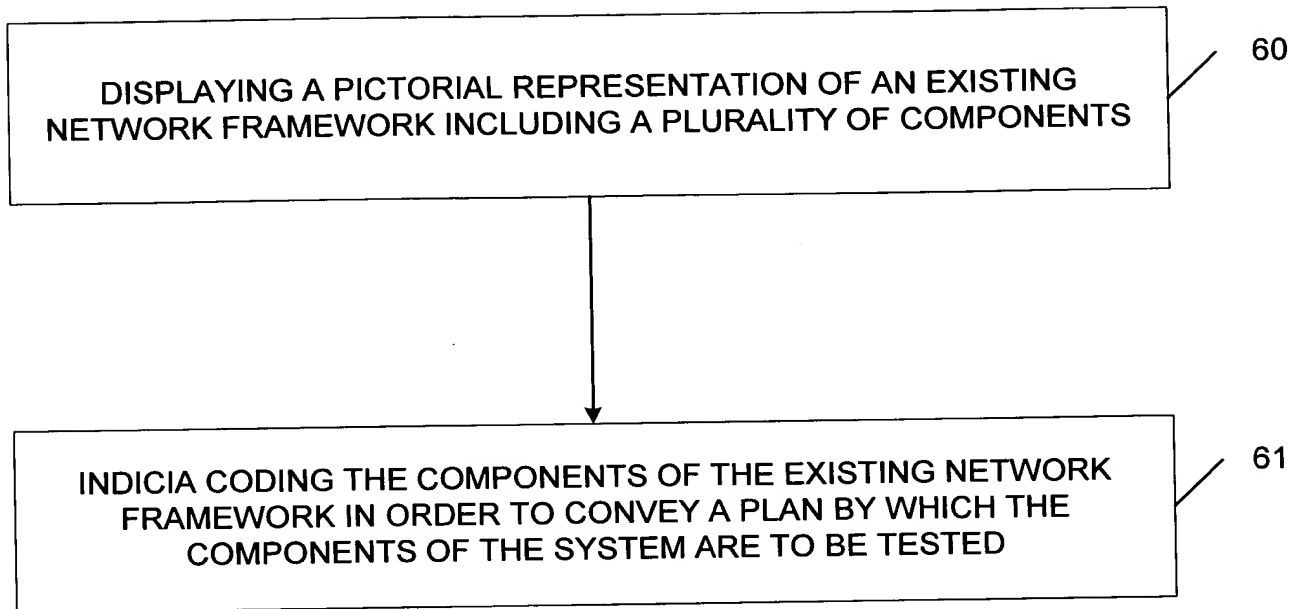 DISPLAYING A PICTORIAL REPRESENTATION OF AN EXISTING
NETWORK FRAMEWORK INCLUDING A PLURALITY OF COMPONENTS
60
INDICIA CODING THE COMPONENTS OF THE EXISTING NETWORK
FRAMEWORK IN ORDER TO CONVEY A PLAN BY WHICH THE
COMPONENTS OF THE SYSTEM ARE TO BE TESTED
61